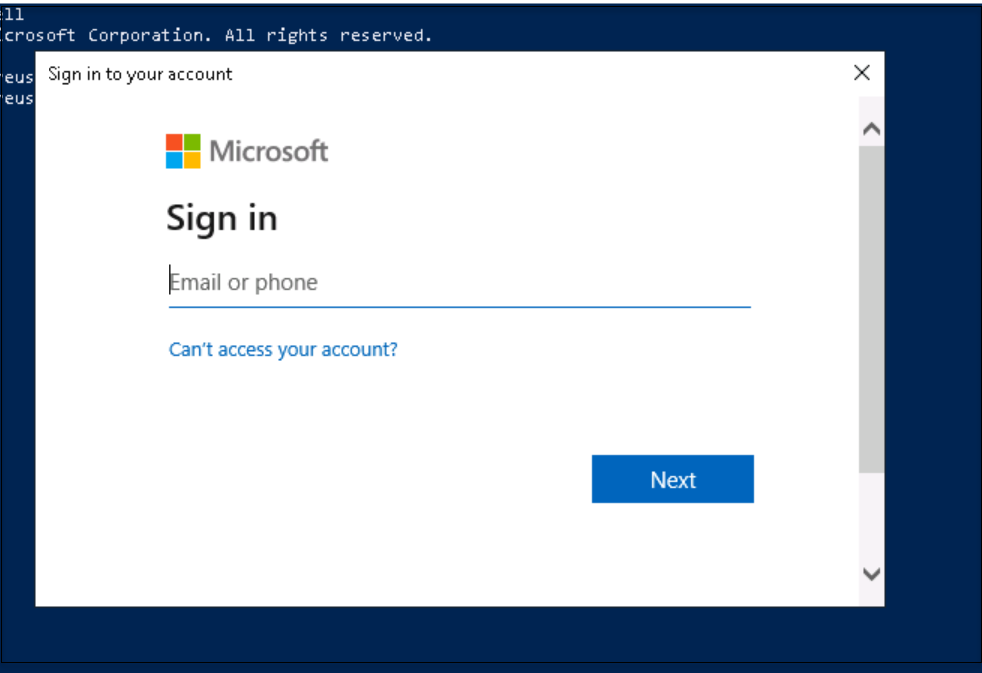 ell
icrosoft Corporation. All rights reserved.
reus
reus
Sign in to your account
Microsoft
Sign in
Email or phone
Can't access your account?
Next